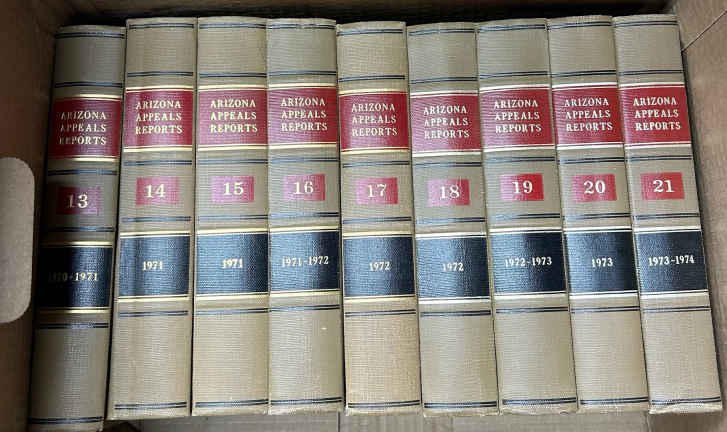 ARIZONA
APPEALS
REPORTS
13
1970-1971
ARIZONA
APPEALS
REPORTS
14
1971
ARIZONA
APPEALS
REPORTS
15
1971
ARIZONA
APPEALS
REPORTS
16
1971-1972
ARIZONA
APPEALS
REPORTS
17
1972
ARIZONA
APPEALS
REPORTS
18
1972
ARIZONA
APPEALS
REPORTS
19
1972-1973
ARIZONA
APPEALS
REPORTS
20
1973
ARIZONA
APPEALS
REPORTS
21
1973-1974